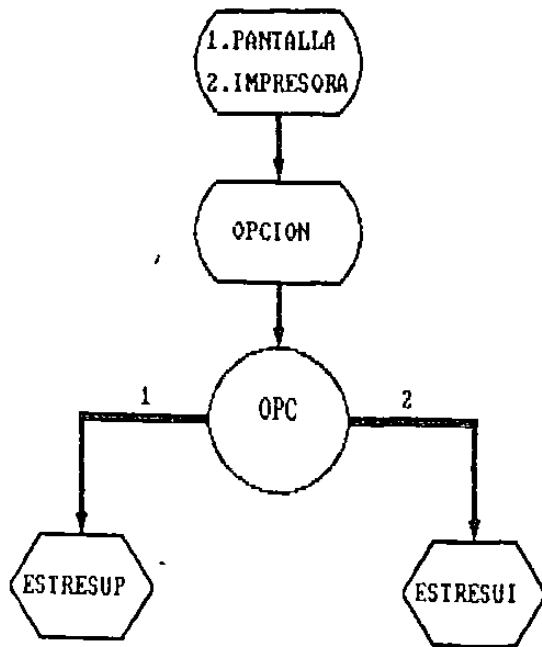 1.PANTALLA
2.IMPRESORA
OPCION
OPC
1
2
ESTRESUP
ESTRESUI